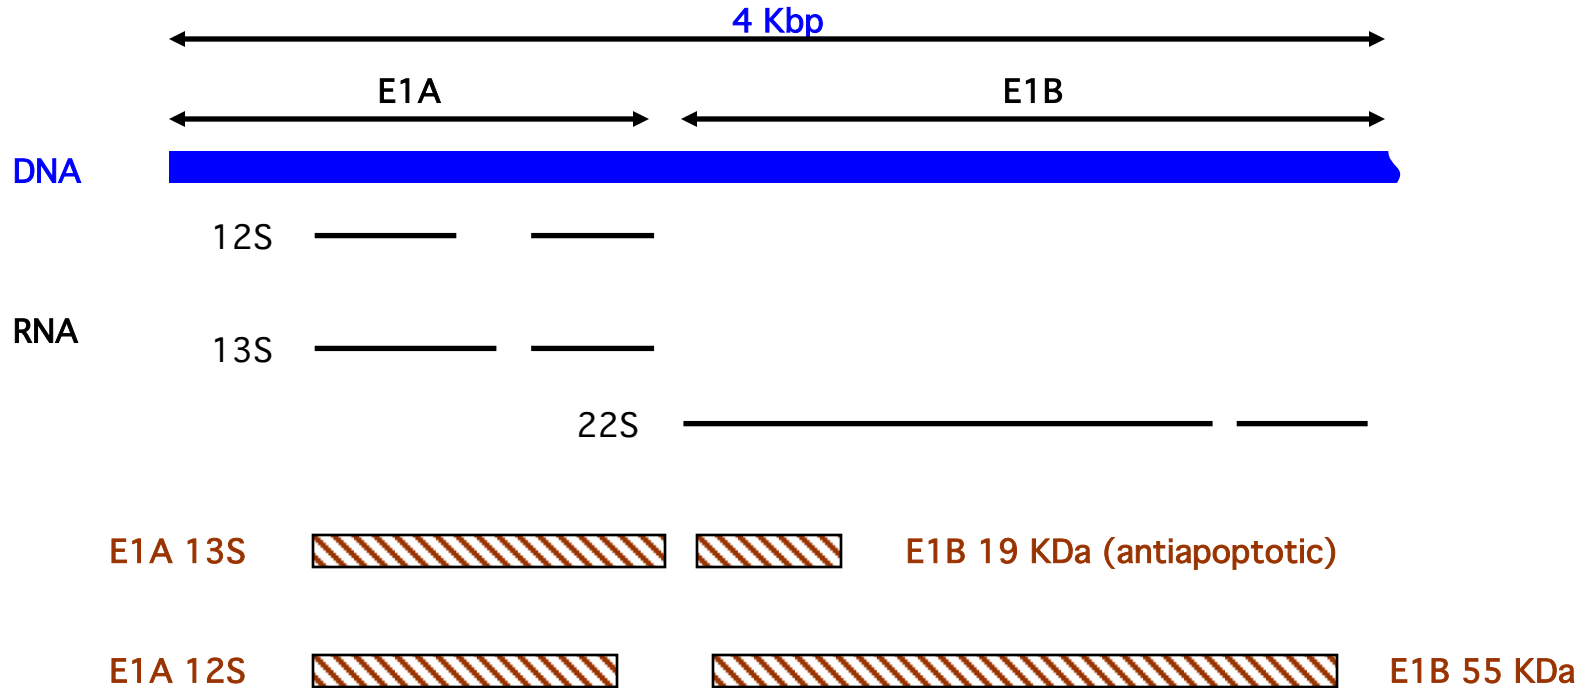 4 Kbp
E1A E1B
DNA
12S
RNA
13S
22S
E1A 13S E1B 19 KDa (antiapoptotic)
E1A 12S E1B 55 KDa